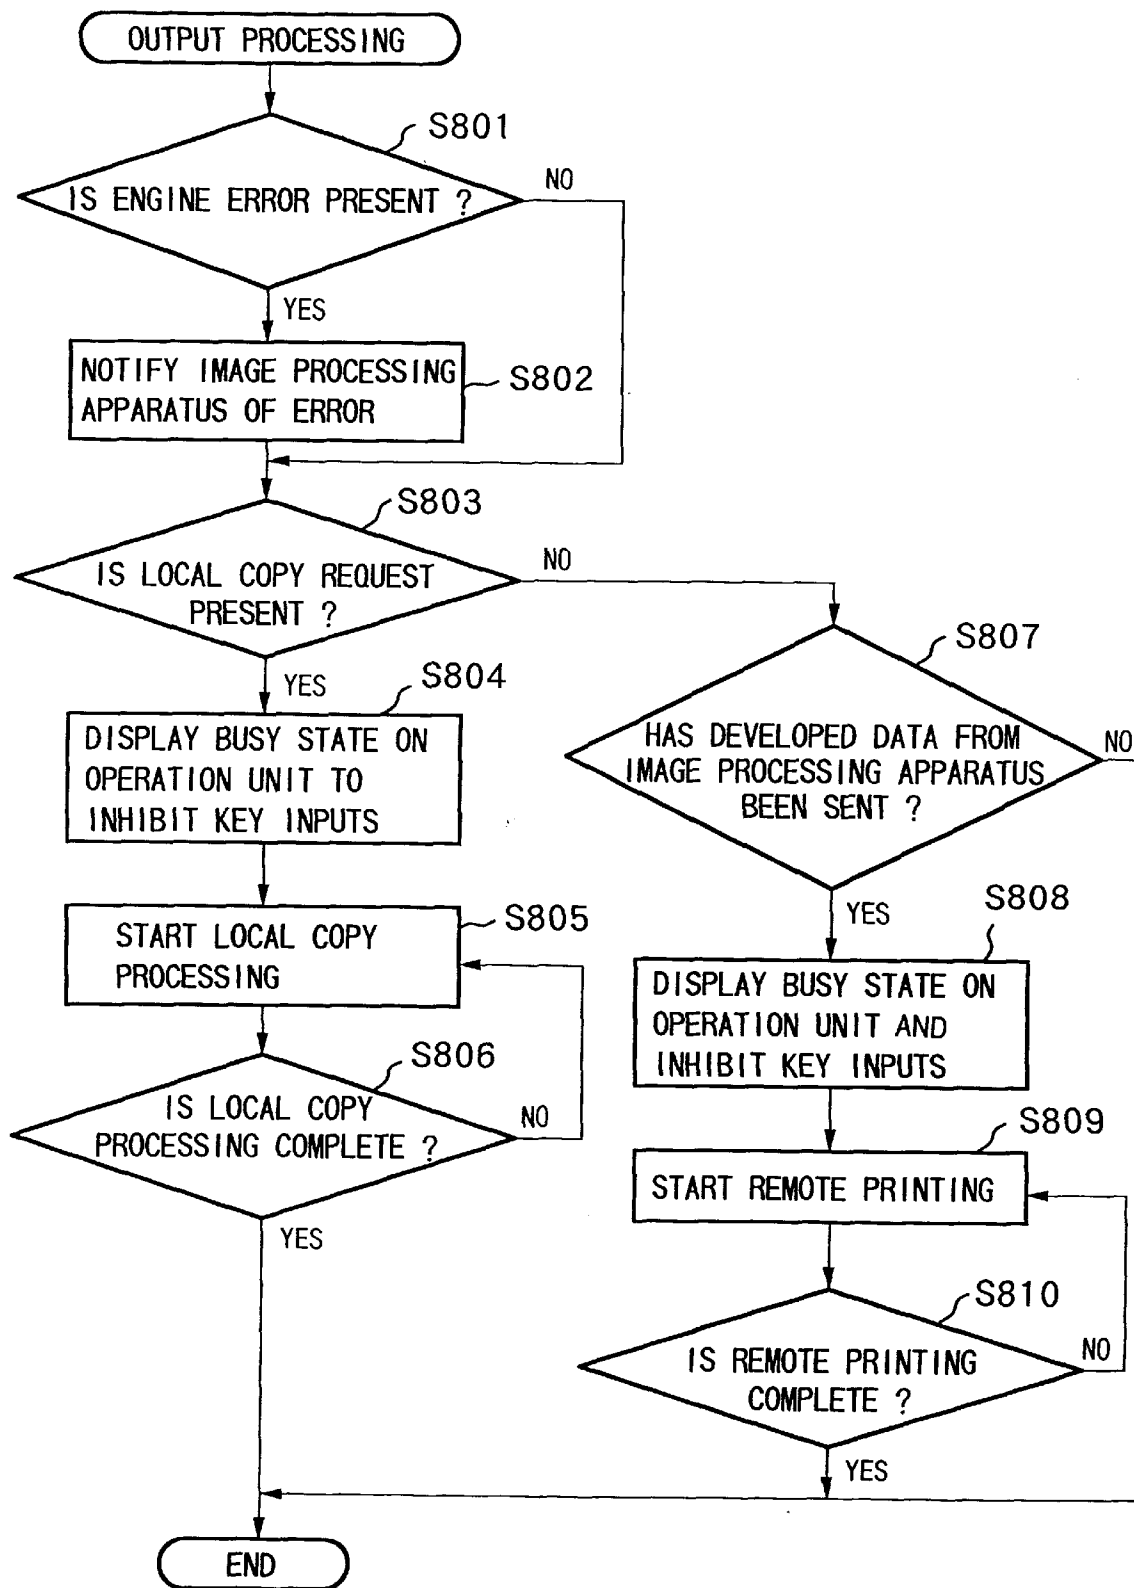 OUTPUT PROCESSING
S801
IS ENGINE ERROR PRESENT ?
NO
YES
NOTIFY IMAGE PROCESSING
APPARATUS OF ERROR
S802
S803
IS LOCAL COPY REQUEST
PRESENT ?
NO
YES
S804
DISPLAY BUSY STATE ON
OPERATION UNIT TO
INHIBIT KEY INPUTS
START LOCAL COPY
PROCESSING
S805
S806
IS LOCAL COPY
PROCESSING COMPLETE ?
NO
YES
S807
HAS DEVELOPED DATA FROM
IMAGE PROCESSING APPARATUS
BEEN SENT ?
NO
YES
S808
DISPLAY BUSY STATE ON
OPERATION UNIT AND
INHIBIT KEY INPUTS
S809
START REMOTE PRINTING
S810
IS REMOTE PRINTING
COMPLETE ?
NO
YES
END